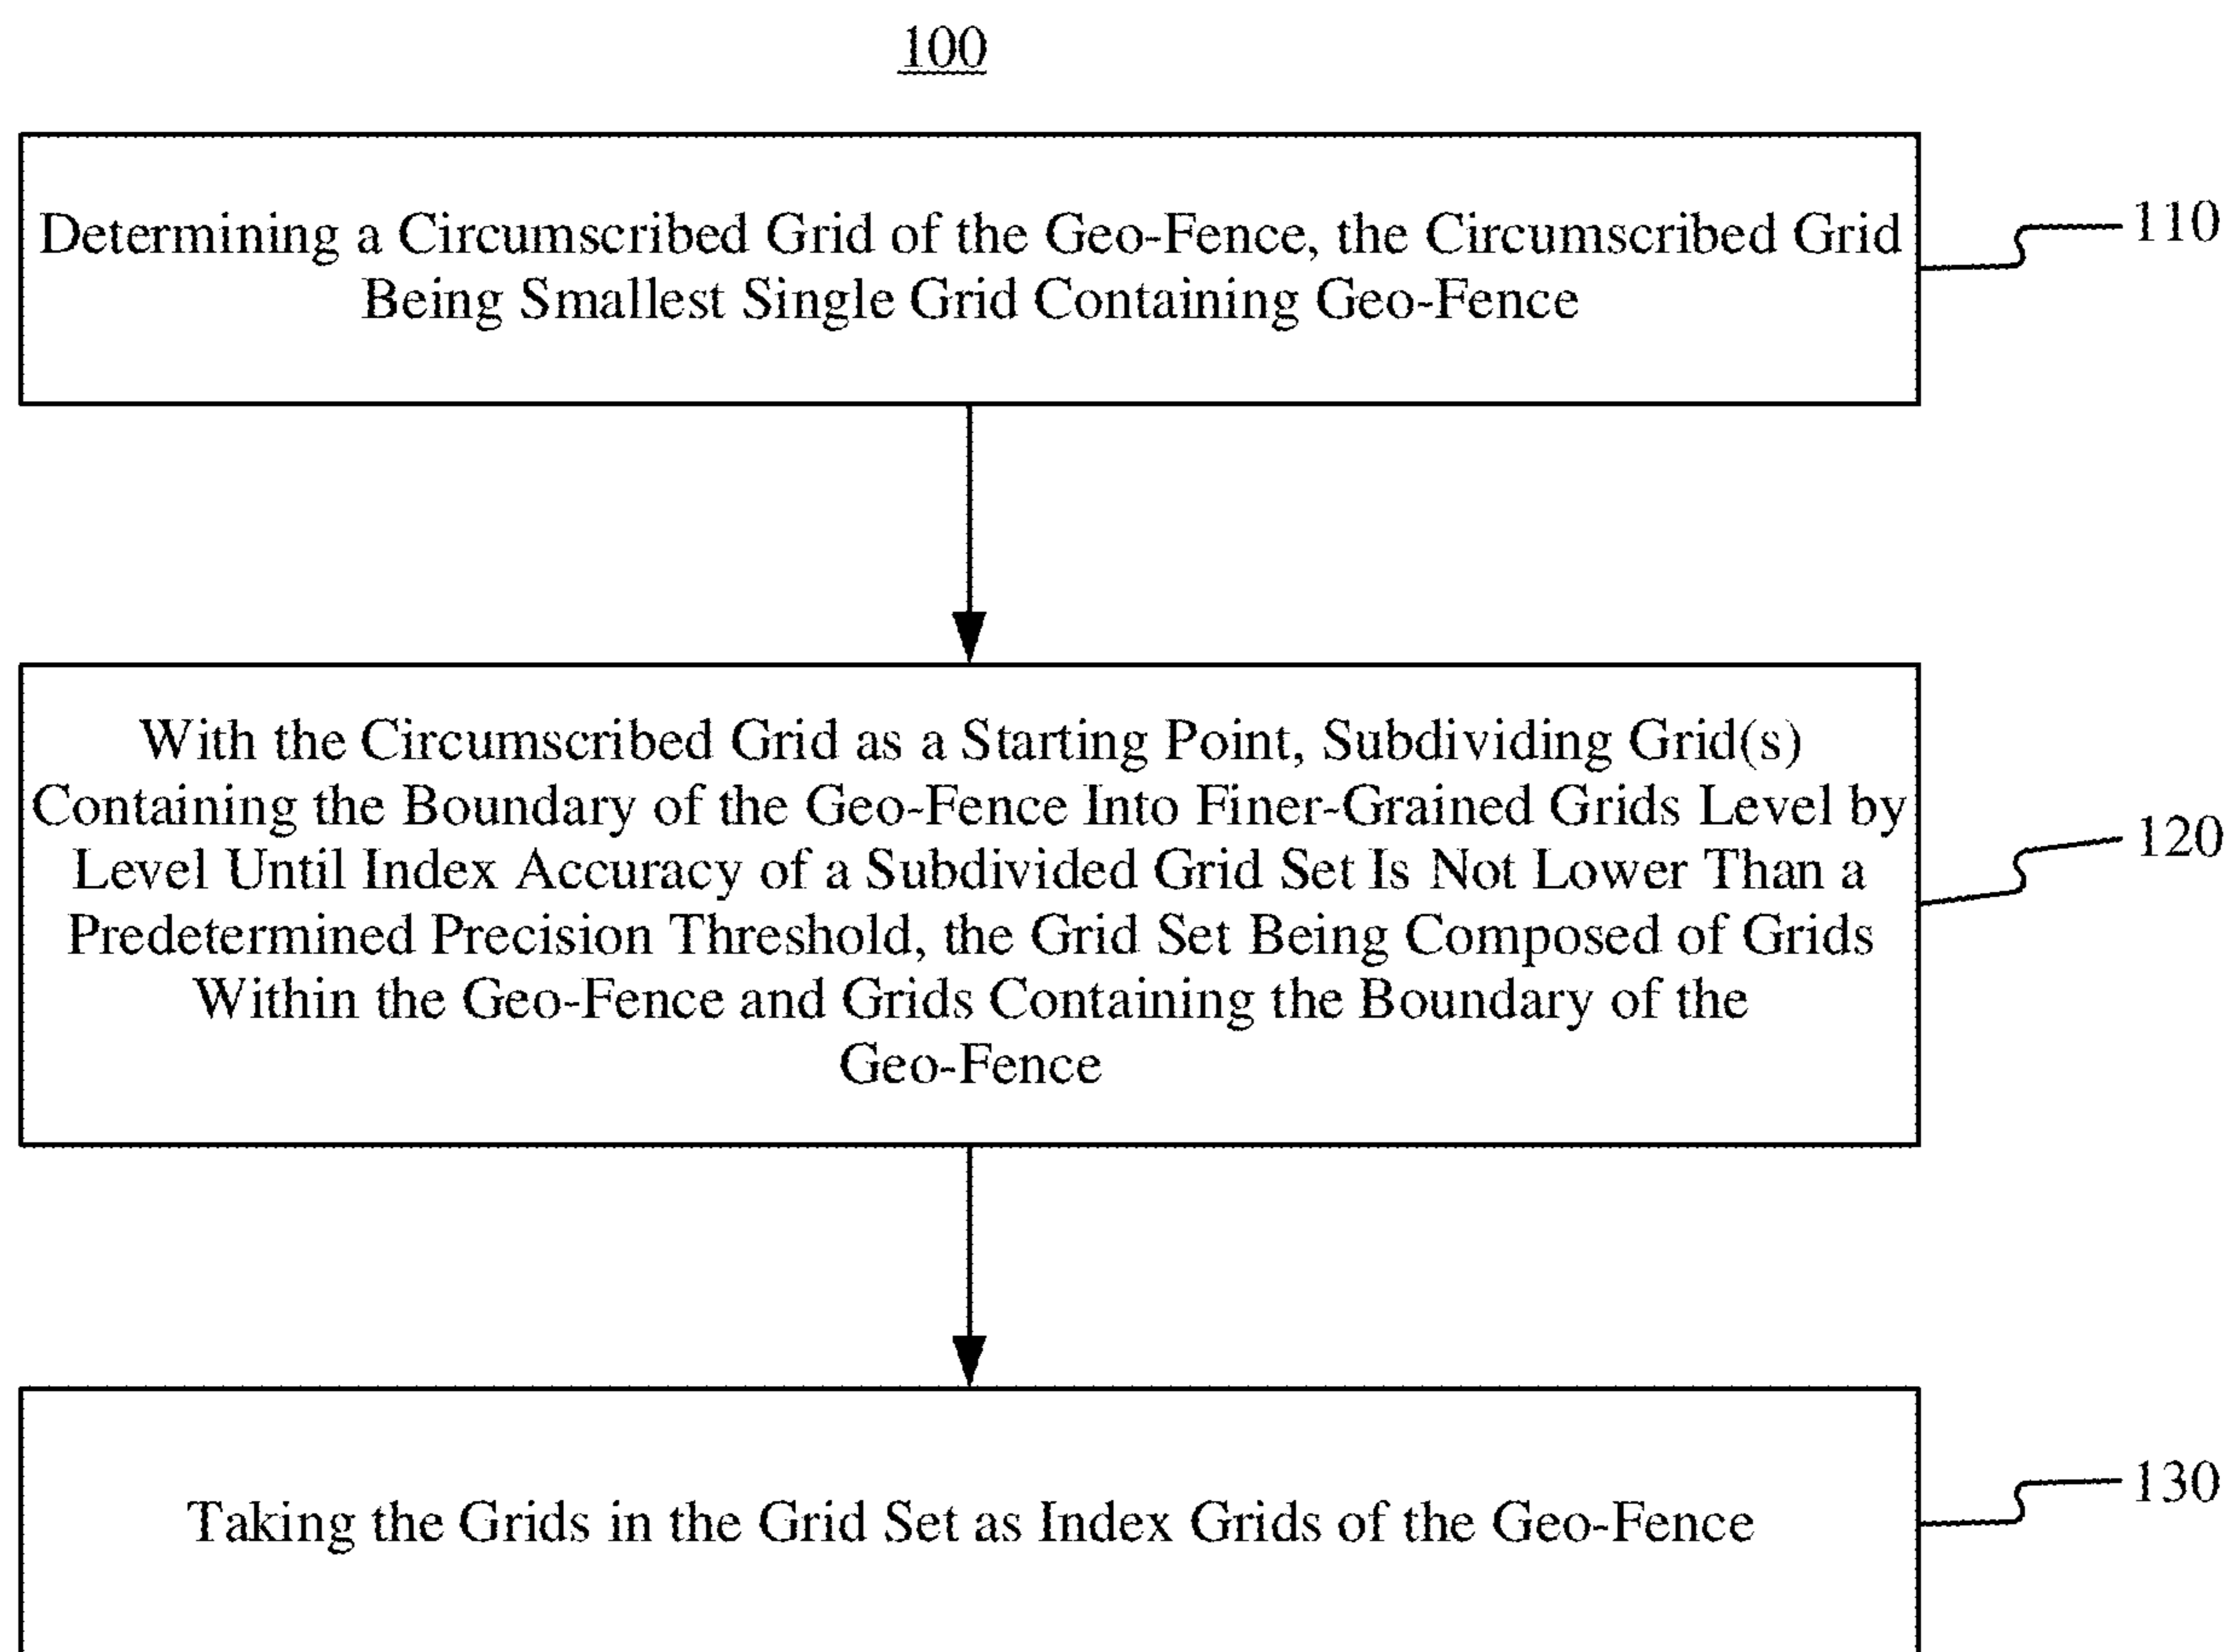 100
Determining a Circumscribed Grid of the Geo-Fence, the Circumscribed Grid
Being Smallest Single Grid Containing Geo-Fence
110
With the Circumscribed Grid as a Starting Point, Subdividing Grid(s)
Containing the Boundary of the Geo-Fence Into Finer-Grained Grids Level by
Level Until Index Accuracy of a Subdivided Grid Set Is Not Lower Than a
Predetermined Precision Threshold, the Grid Set Being Composed of Grids
Within the Geo-Fence and Grids Containing the Boundary of the
Geo-Fence
120
Taking the Grids in the Grid Set as Index Grids of the Geo-Fence
130